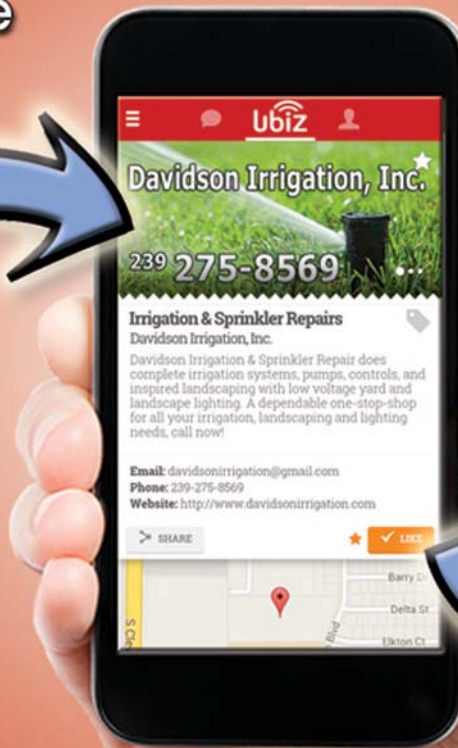 Ubiz
Davidson Irrigation, Inc.
239 275-8569
Irrigation & Sprinkler Repairs
Davidson Irrigation, Inc.
Davidson Irrigation & Sprinkler Repair does
complete irrigation systems, pumps, controls, and
inspired landscaping with low voltage yard and
landscape lighting. A dependable one-stop-shop
for all your irrigation, landscaping and lighting
needs, call now!
Email: davidsonirrigation@gmail.com
Phone: 239-275-8569
Website: http://www.davidsonirrigation.com
SHARE
LIKE
Barry Dr
Delta St
Blvd
S Cle
Elkton Ct